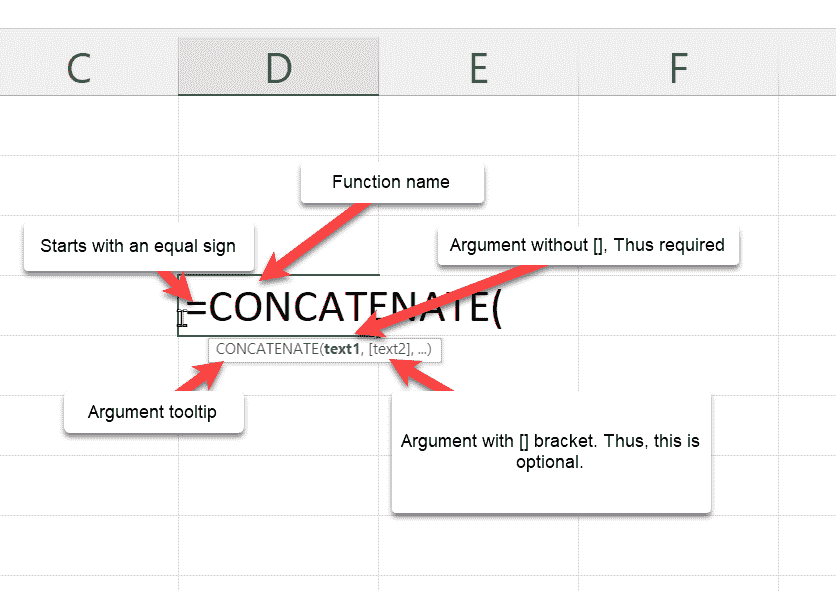 C D E F
Function name
Starts with an equal sign
Argument without [], Thus required
=CONCATENATE(
CONCATENATE(text1, [text2], ...)
Argument tooltip
Argument with [] bracket. Thus, this is
optional.